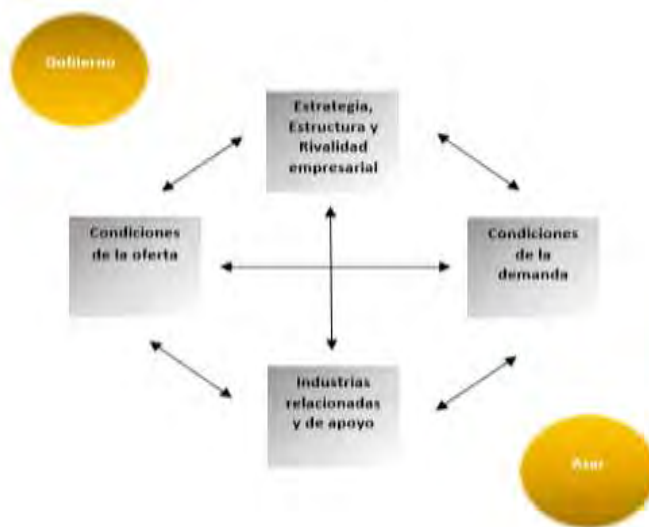 Gobierno
Estrategia,
Estructura y
Rivalidad
empresarial
Condiciones
de la oferta
Condiciones
de la
demanda
Industrias
relacionadas
y de apoyo
Azar